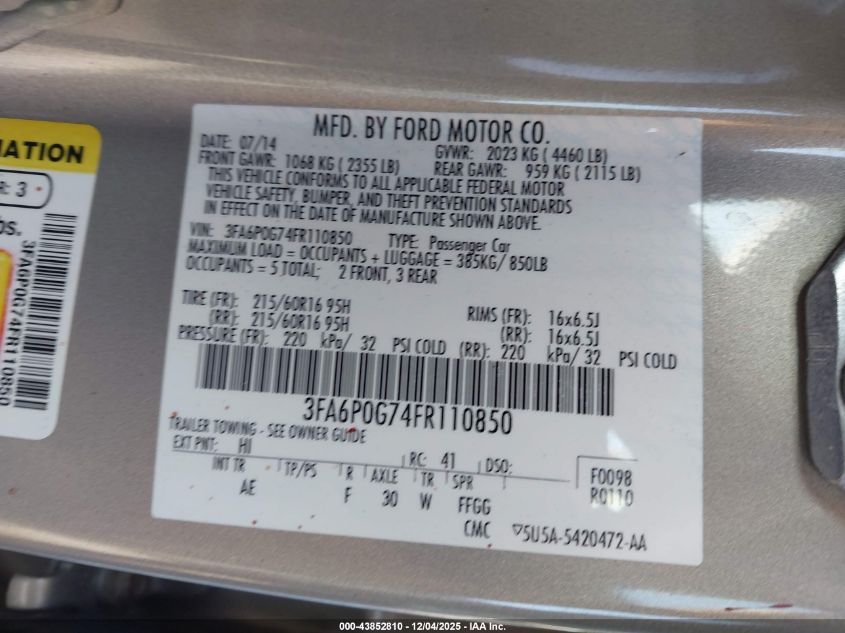 MATION
R: 3
bs.
3FA6P0G74FR110850
MFD. BY FORD MOTOR CO.
DATE: 07/14 GVWR: 2023 KG ( 4460 LB)
FRONT GAWR: 1068 KG ( 2355 LB) REAR GAWR: 959 KG ( 2115 LB)
THIS VEHICLE CONFORMS TO ALL APPLICABLE FEDERAL MOTOR
VEHICLE SAFETY, BUMPER, AND THEFT PREVENTION STANDARDS
IN EFFECT ON THE DATE OF MANUFACTURE SHOWN ABOVE.
VIN: 3FA6P0G74FR110850 TYPE: Passenger Car
MAXIMUM LOAD = OCCUPANTS + LUGGAGE = 385KG/ 850LB
OCCUPANTS = 5 TOTAL; 2 FRONT, 3 REAR
TIRE (FR): 215/60R16 95H RIMS (FR): 16x6.5J
(RR): 215/60R16 95H (RR): 16x6.5J
PRESSURE (FR): 220 kPa/ 32 PSI COLD (RR): 220 kPa/ 32 PSI COLD
3FA6P0G74FR110850
TRAILER TOWING - SEE OWNER GUIDE
EXT PNT: HI RC: 41 DSO: F0098
INT TR TP/PS R AXLE TR SPR R0110
AE F 30 W FFGG
CMC ▽5U5A-5420472-AA
000-43852810 - 12/04/2025 - IAA Inc.